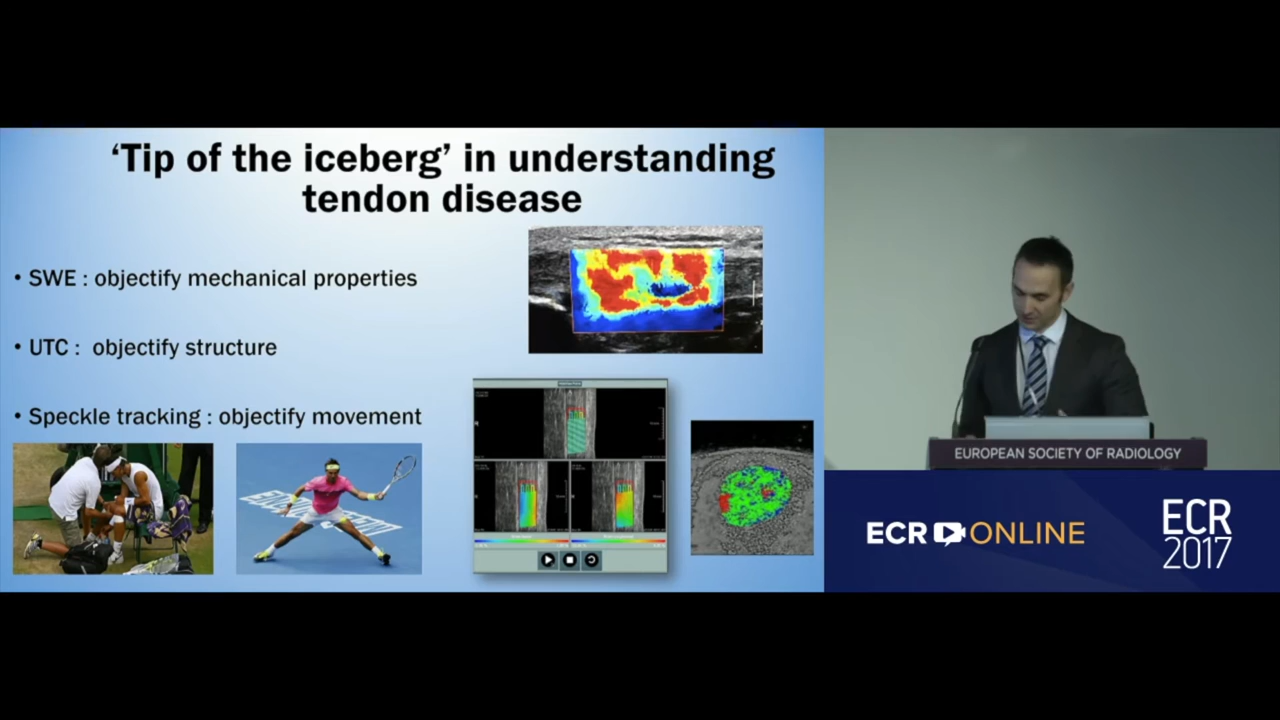 ‘Tip of the iceberg’ in understanding
tendon disease
• SWE : objectify mechanical properties
• UTC : objectify structure
• Speckle tracking : objectify movement
EUROPEAN SOCIETY OF RADIOLOGY
ECR ONLINE
ECR
2017